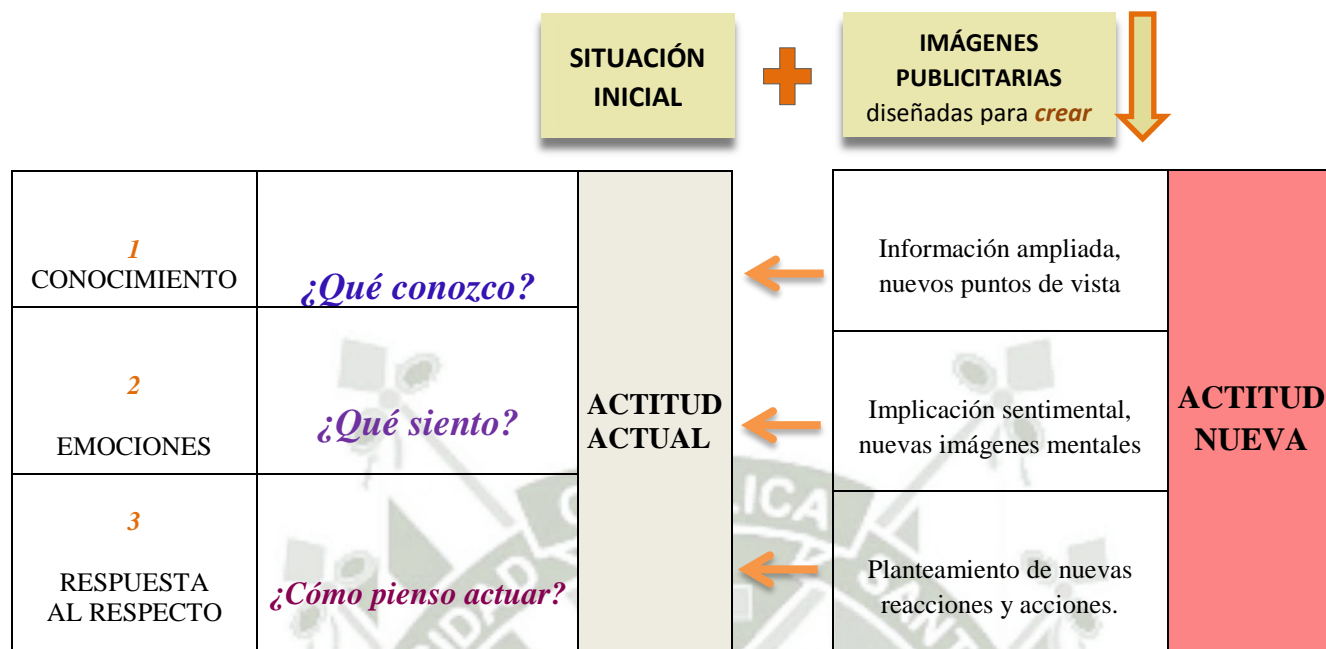 SITUACIÓN
INICIAL
IMÁGENES
PUBLICITARIAS
diseñadas para crear
1
CONOCIMIENTO
¿Qué conozco?
2
EMOCIONES
¿Qué siento?
3
RESPUESTA
AL RESPECTO
¿Cómo pienso actuar?
ACTITUD
ACTUAL
Información ampliada,
nuevos puntos de vista
Implicación sentimental,
nuevas imágenes mentales
Planteamiento de nuevas
reacciones y acciones.
ACTITUD
NUEVA